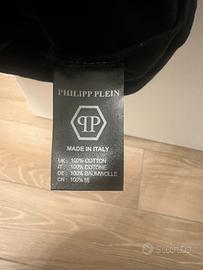 PHILIPP PLEIN
PP
MADE IN ITALY
UK: 100% COTTON
IT: 100% COTONE
DE: 100% BAUMWOLLE
CN: 100% 棉
subito